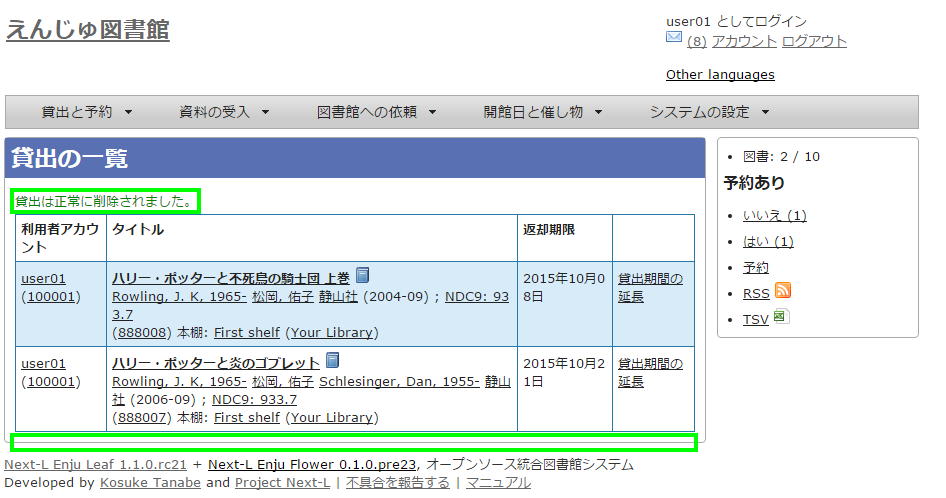 えんじゅ図書館
user01 としてログイン
(8) アカウント ログアウト
Other languages
貸出と予約 資料の受入 図書館への依頼 開館日と催し物 システムの設定
貸出の一覧
貸出は正常に削除されました。
利用者アカウ
ント
タイトル
返却期限
user01
(100001)
ハリー・ポッターと不死鳥の騎士団 上巻
Rowling, J. K, 1965- 松岡, 佑子 静山社 (2004-09) ; NDC9: 93
3.7
(888008) 本棚: First shelf (Your Library)
2015年10月0
8日
貸出期間の
延長
user01
(100001)
ハリー・ポッターと炎のゴブレット
Rowling, J. K, 1965- 松岡, 佑子 Schlesinger, Dan, 1955- 静山
社 (2006-09) ; NDC9: 933.7
(888007) 本棚: First shelf (Your Library)
2015年10月2
1日
貸出期間の
延長
図書: 2 / 10
予約あり
いいえ (1)
はい (1)
予約
RSS
TSV
Next-L Enju Leaf 1.1.0.rc21 + Next-L Enju Flower 0.1.0.pre23, オープンソース統合図書館システム
Developed by Kosuke Tanabe and Project Next-L | 不具合を報告する | マニュアル